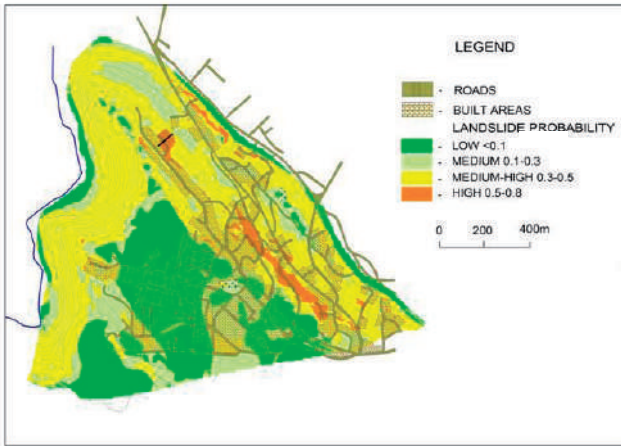 LEGEND
- ROADS
- BUILT AREAS
LANDSLIDE PROBABILITY
- LOW <0.1
- MEDIUM 0.1-0.3
- MEDIUM-HIGH 0.3-0.5
- HIGH 0.5-0.8
0 200 400m